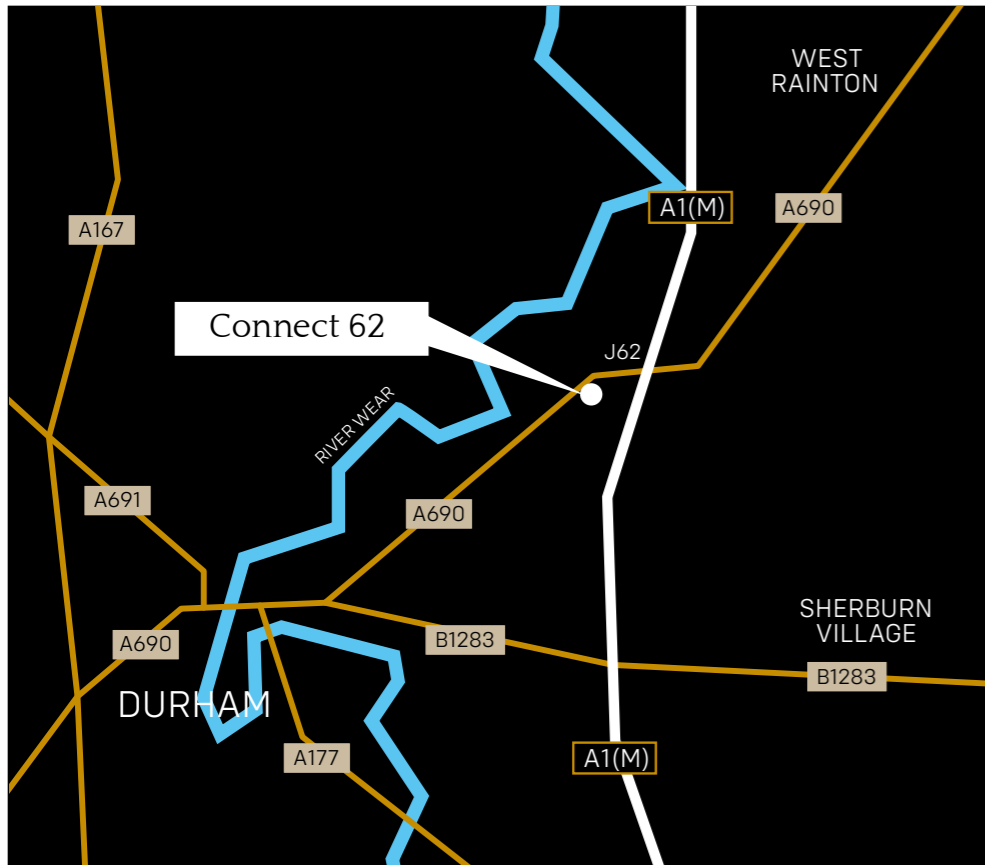 WEST
RAINTON
A1(M)
A690
A167
Connect 62
J62
RIVER WEAR
A691
A690
SHERBURN
VILLAGE
A690
B1283
B1283
DURHAM
A177
A1(M)